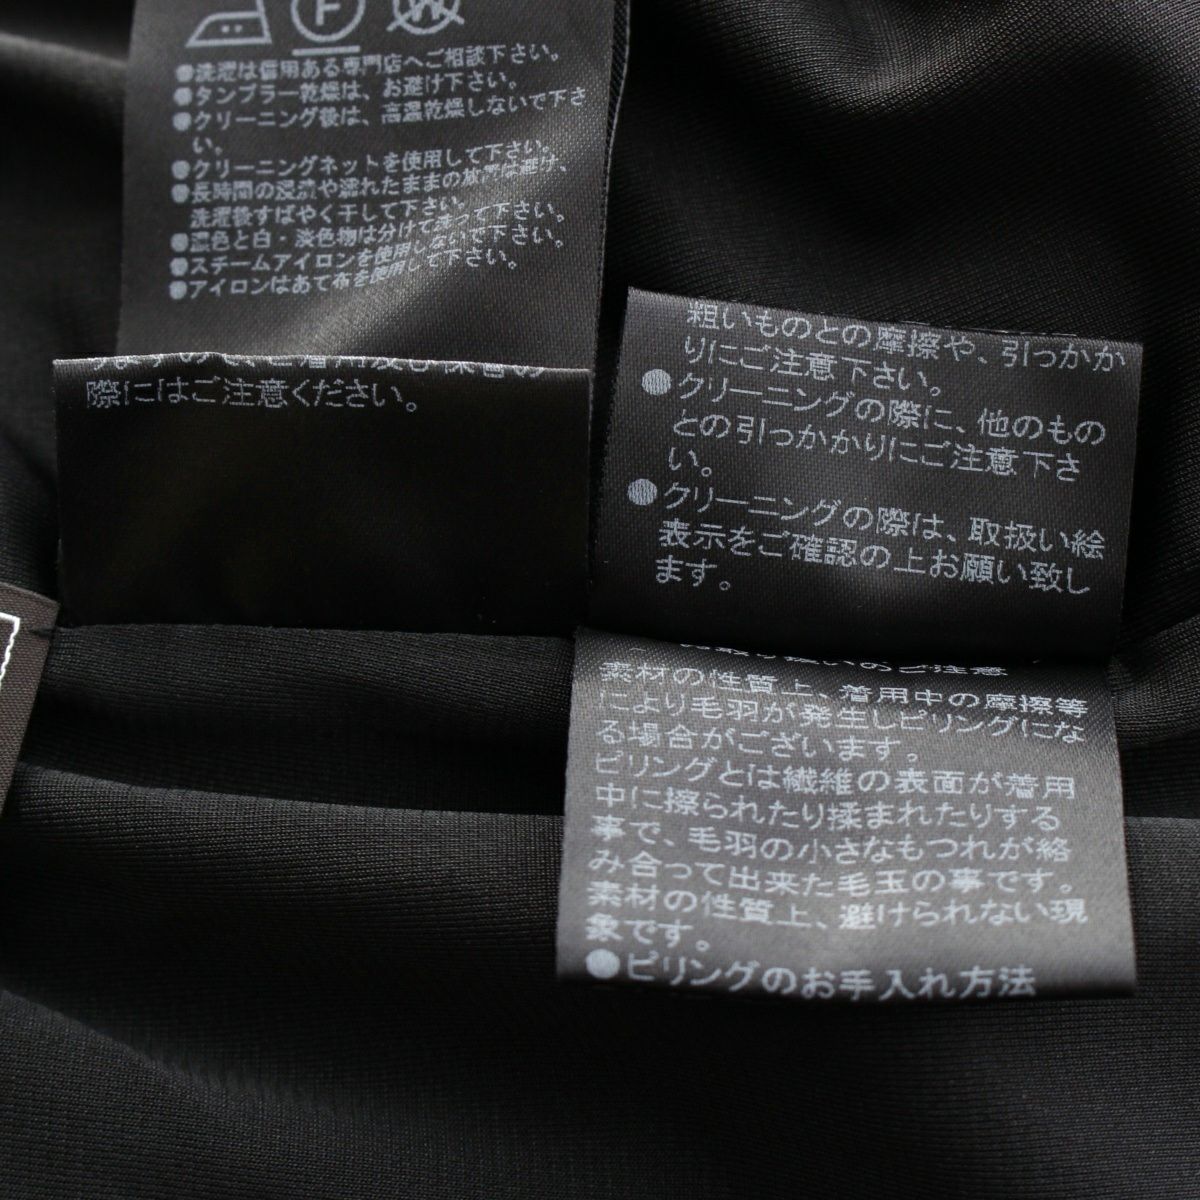 F
W
●洗濯は信用ある専門店へご相談下さい。
●タンブラー乾燥は、お避け下さい。
●クリーニング後は、高温乾燥しないで下さ
い。
●クリーニングネットを使用して下さい。
●長時間の浸漬や濡れたままの放置は避け、
洗濯後すばやく干して下さい。
●濃色と白・淡色物は分けて洗って下さい。
●スチームアイロンを使用して下さい。
●アイロンはあて布を使用して下さい。
際にはご注意ください。
粗いものとの摩擦や、引っかか
りにご注意下さい。
●クリーニングの際に、他のもの
との引っかかりにご注意下さ
い。
●クリーニングの際は、取扱い絵
表示をご確認の上お願い致し
ます。
お取り扱いのご注意
素材の性質上、着用中の摩擦等
により毛羽が発生しピリングにな
る場合がございます。
ピリングとは繊維の表面が着用
中に擦られたり揉まれたりする
事で、毛羽の小さなもつれが絡
み合って出来た毛玉の事です。
素材の性質上、避けられない現
象です。
●ピリングのお手入れ方法